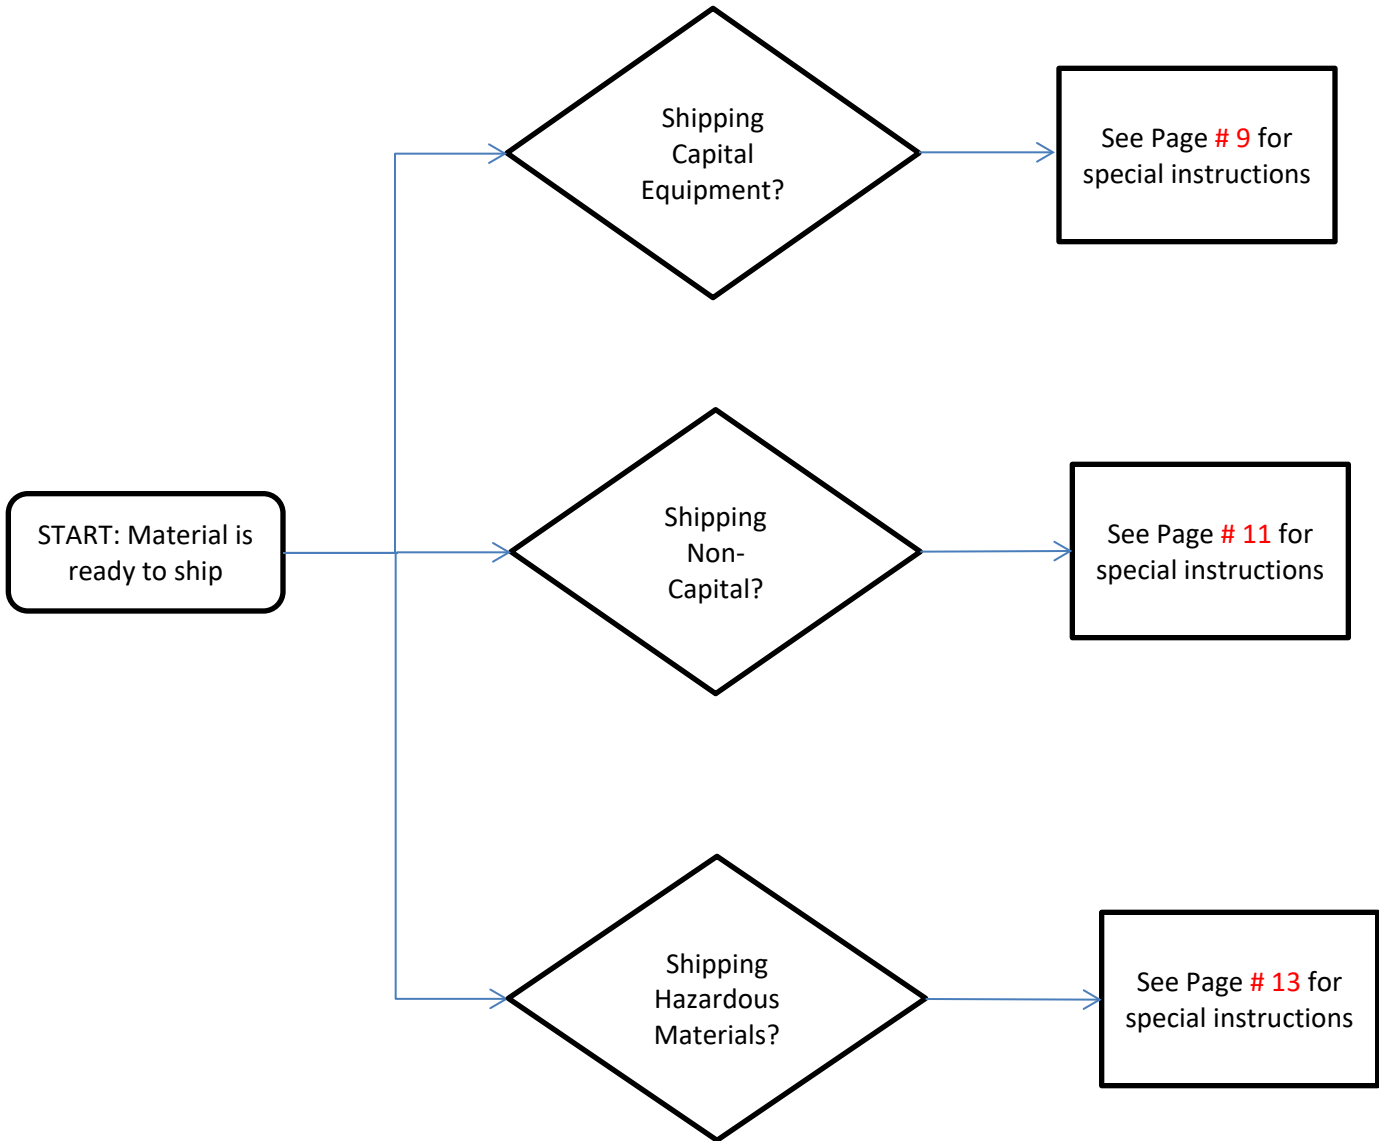 Shipping
Capital
Equipment?
See Page # 9 for
special instructions
START: Material is
ready to ship
Shipping
Non-
Capital?
See Page # 11 for
special instructions
Shipping
Hazardous
Materials?
See Page # 13 for
special instructions